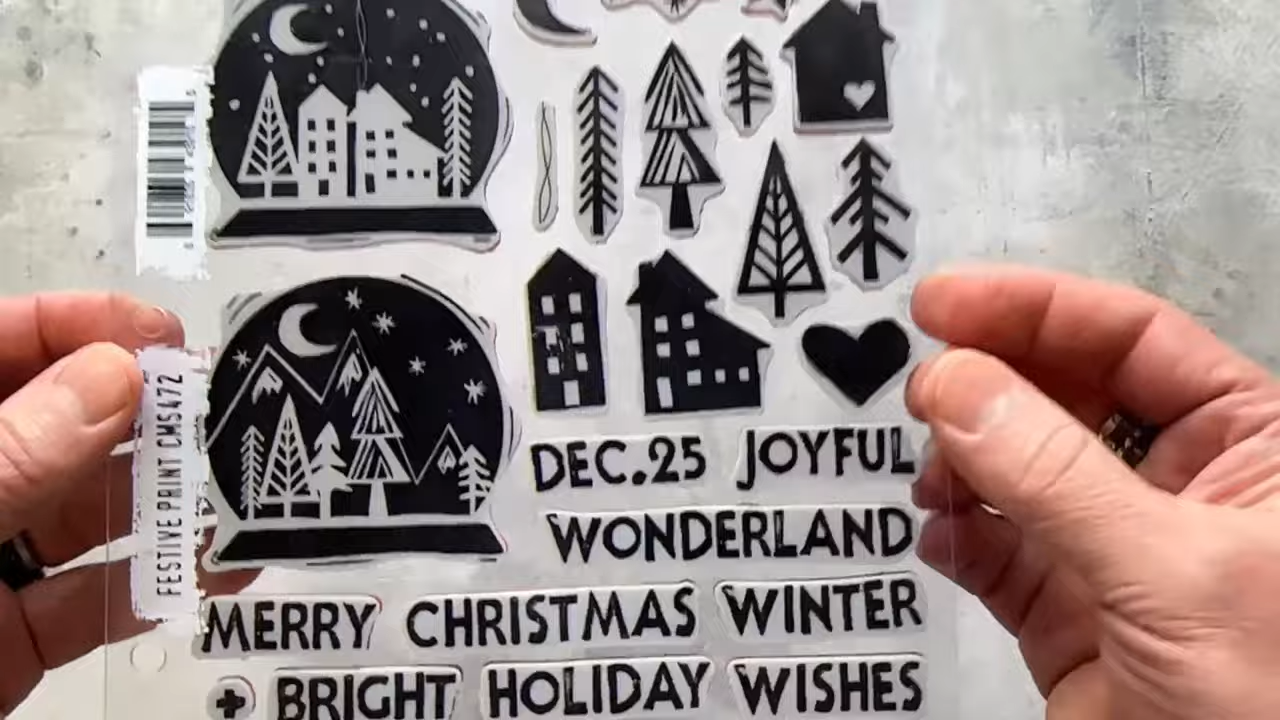 FESTIVE PRINT CMS472
DEC.25 JOYFUL
WONDERLAND
MERRY CHRISTMAS WINTER
+ BRIGHT HOLIDAY WISHES